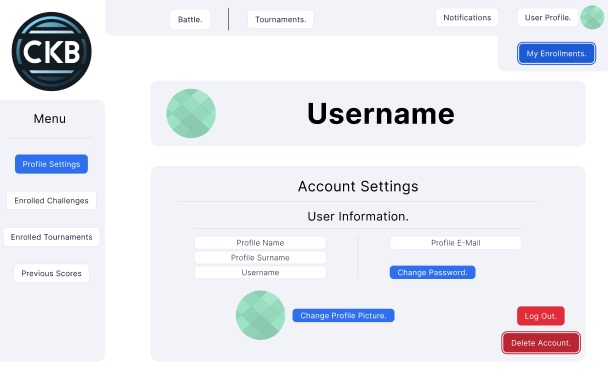 CKB
Battle.
Tournaments.
Notifications
User Profile.
My Enrollments.
Menu
Profile Settings
Enrolled Challenges
Enrolled Tournaments
Previous Scores
Username
Account Settings
User Information.
Profile Name
Profile Surname
Username
Profile E-Mail
Change Password.
Change Profile Picture.
Log Out.
Delete Account.